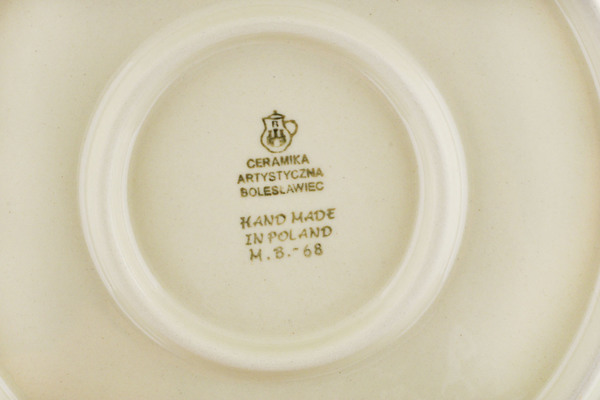 CERAMIKA
ARTYSTYCZNA
BOLESŁAWIEC
HAND MADE
IN POLAND
M.B.-68